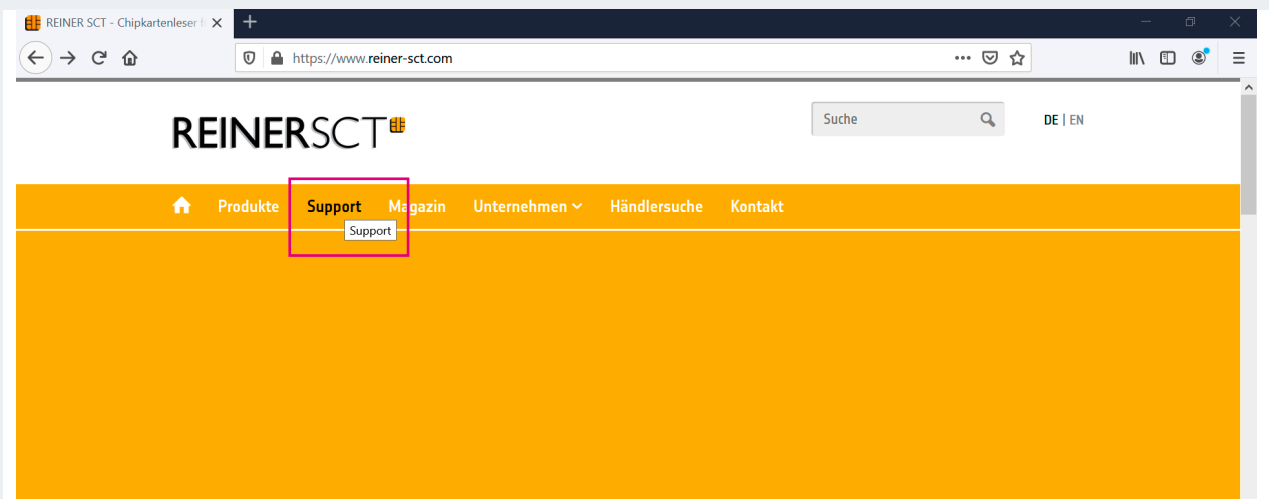 REINER SCT - Chipkartenleser f
https://www.reiner-sct.com
REINERSCT
Suche
DE | EN
Produkte Support Magazin Unternehmen Händlersuche Kontakt
Support